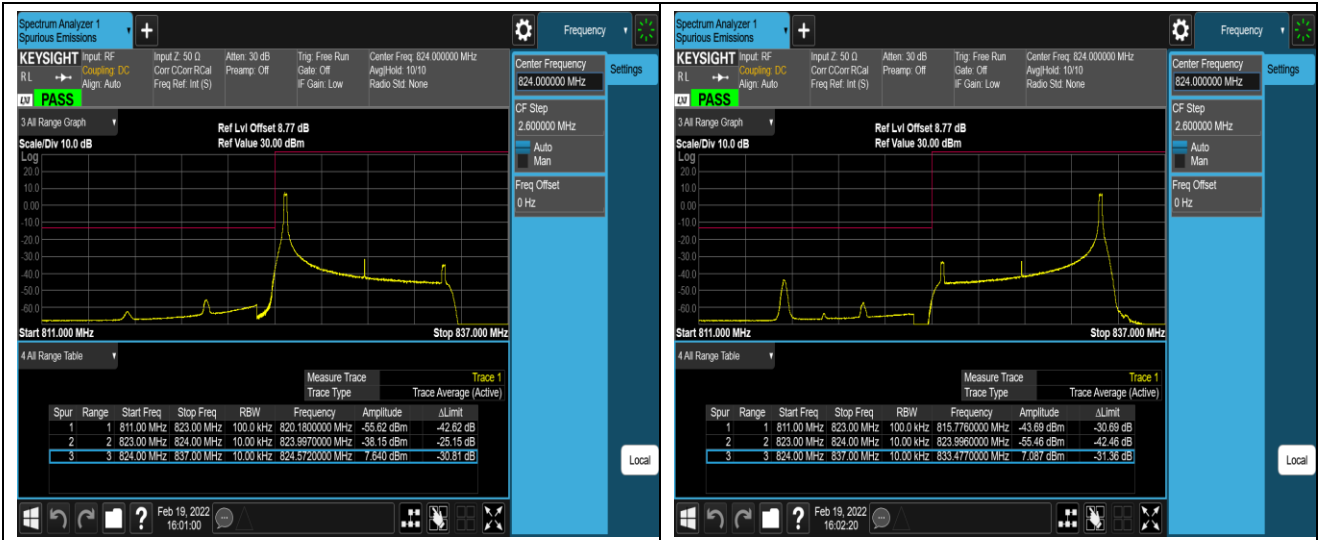 Spectrum Analyzer 1
Spurious Emissions
+
Frequency
KEYSIGHT Input: RF Input Z: 50 Ω Atten: 30 dB Trig: Free Run Center Freq: 824.000000 MHz
R L Coupling: DC Corr CCorr RCal Preamp: Off Gate: Off Avg|Hold: 10/10
Align: Auto Freq Ref: Int (S) IF Gain: Low Radio Std: None
LXI PASS
3 All Range Graph
Ref Lvl Offset 8.77 dB
Scale/Div 10.0 dB Ref Value 30.00 dBm
Log
20.0
10.0
0.00
-10.0
-20.0
-30.0
-40.0
-50.0
-60.0
Start 811.000 MHz Stop 837.000 MHz
4 All Range Table
Measure Trace Trace 1
Trace Type Trace Average (Active)
Spur Range Start Freq Stop Freq RBW Frequency Amplitude ΔLimit
1 1 811.00 MHz 823.00 MHz 100.0 kHz 820.1800000 MHz -55.62 dBm -42.62 dB
2 2 823.00 MHz 824.00 MHz 10.00 kHz 823.9970000 MHz -38.15 dBm -25.15 dB
3 3 824.00 MHz 837.00 MHz 10.00 kHz 824.5720000 MHz 7.640 dBm -30.81 dB
Center Frequency
824.000000 MHz
Settings
CF Step
2.600000 MHz
Auto
Man
Freq Offset
0 Hz
Local
?
Feb 19, 2022
16:01:00
Spectrum Analyzer 1
Spurious Emissions
+
Frequency
KEYSIGHT Input: RF Input Z: 50 Ω Atten: 30 dB Trig: Free Run Center Freq: 824.000000 MHz
R L Coupling: DC Corr CCorr RCal Preamp: Off Gate: Off Avg|Hold: 10/10
Align: Auto Freq Ref: Int (S) IF Gain: Low Radio Std: None
LXI PASS
3 All Range Graph
Ref Lvl Offset 8.77 dB
Scale/Div 10.0 dB Ref Value 30.00 dBm
Log
20.0
10.0
0.00
-10.0
-20.0
-30.0
-40.0
-50.0
-60.0
Start 811.000 MHz Stop 837.000 MHz
4 All Range Table
Measure Trace Trace 1
Trace Type Trace Average (Active)
Spur Range Start Freq Stop Freq RBW Frequency Amplitude ΔLimit
1 1 811.00 MHz 823.00 MHz 100.0 kHz 815.7760000 MHz -43.69 dBm -30.69 dB
2 2 823.00 MHz 824.00 MHz 10.00 kHz 823.9960000 MHz -55.46 dBm -42.46 dB
3 3 824.00 MHz 837.00 MHz 10.00 kHz 833.4770000 MHz 7.087 dBm -31.36 dB
Center Frequency
824.000000 MHz
Settings
CF Step
2.600000 MHz
Auto
Man
Freq Offset
0 Hz
Local
?
Feb 19, 2022
16:02:20